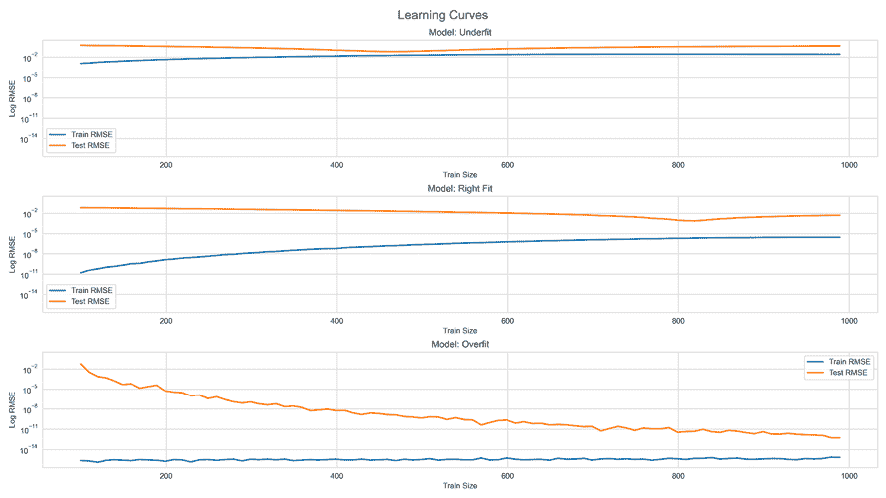 Learning Curves
Model: Underfit
Log RMSE
10⁻²
10⁻⁵
10⁻⁸
10⁻¹¹
10⁻¹⁴
Train RMSE
Test RMSE
200
400
600
800
1000
Train Size
Model: Right Fit
Log RMSE
10⁻²
10⁻⁵
10⁻⁸
10⁻¹¹
10⁻¹⁴
Train RMSE
Test RMSE
200
400
600
800
1000
Train Size
Model: Overfit
Log RMSE
10⁻²
10⁻⁵
10⁻⁸
10⁻¹¹
10⁻¹⁴
Train RMSE
Test RMSE
200
400
600
800
1000
Train Size